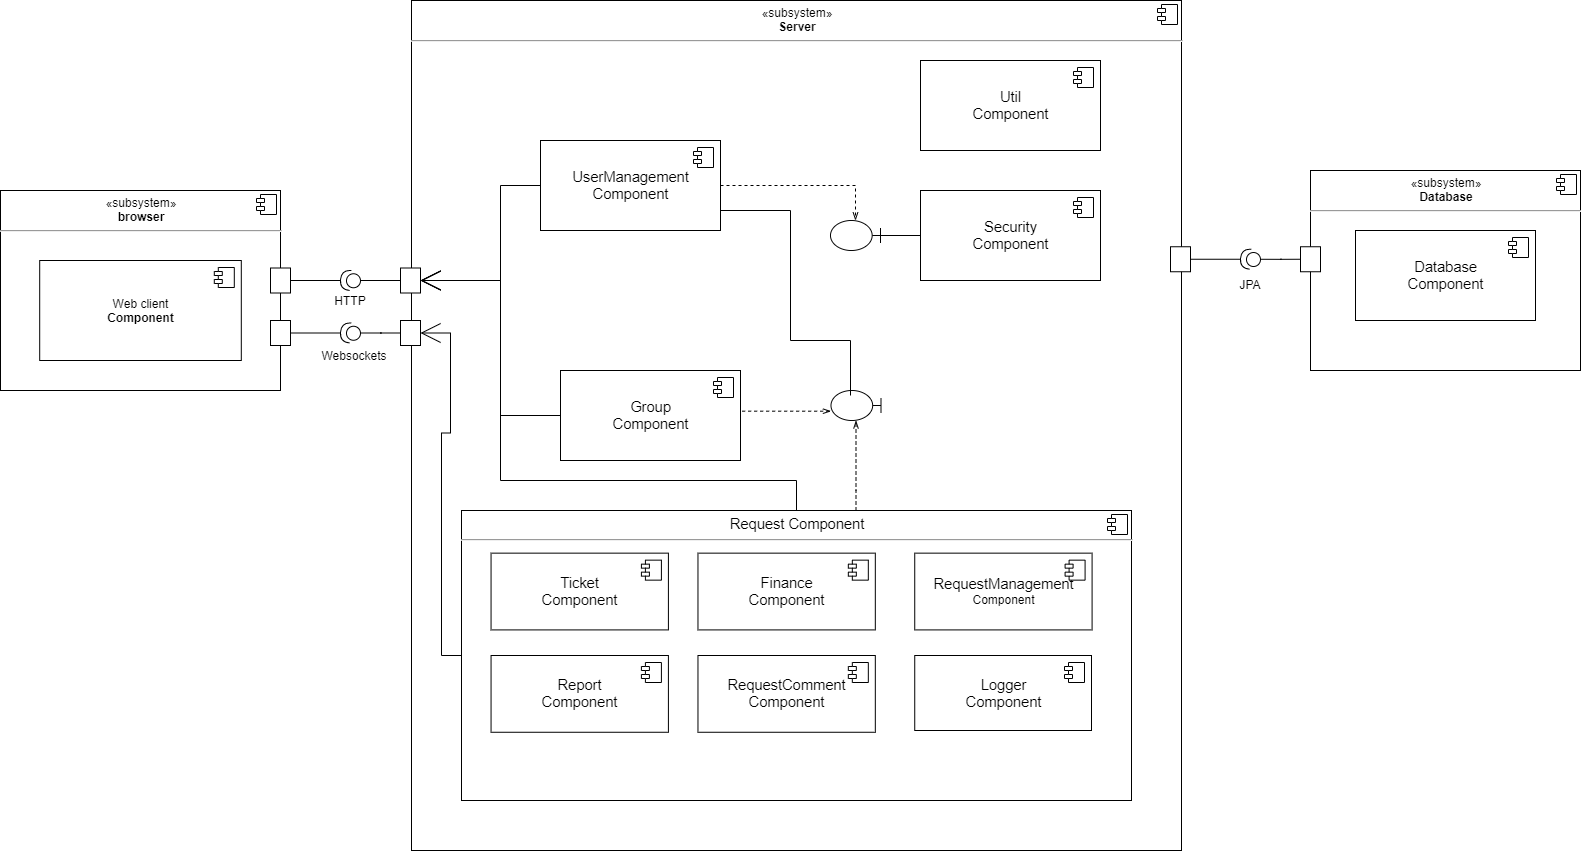 «subsystem»
Server
Util
Component
UserManagement
Component
«subsystem»
browser
Web client
Component
HTTP
Websockets
Security
Component
«subsystem»
Database
Database
Component
JPA
Group
Component
Request Component
Ticket
Component
Finance
Component
RequestManagement
Component
Report
Component
RequestComment
Component
Logger
Component